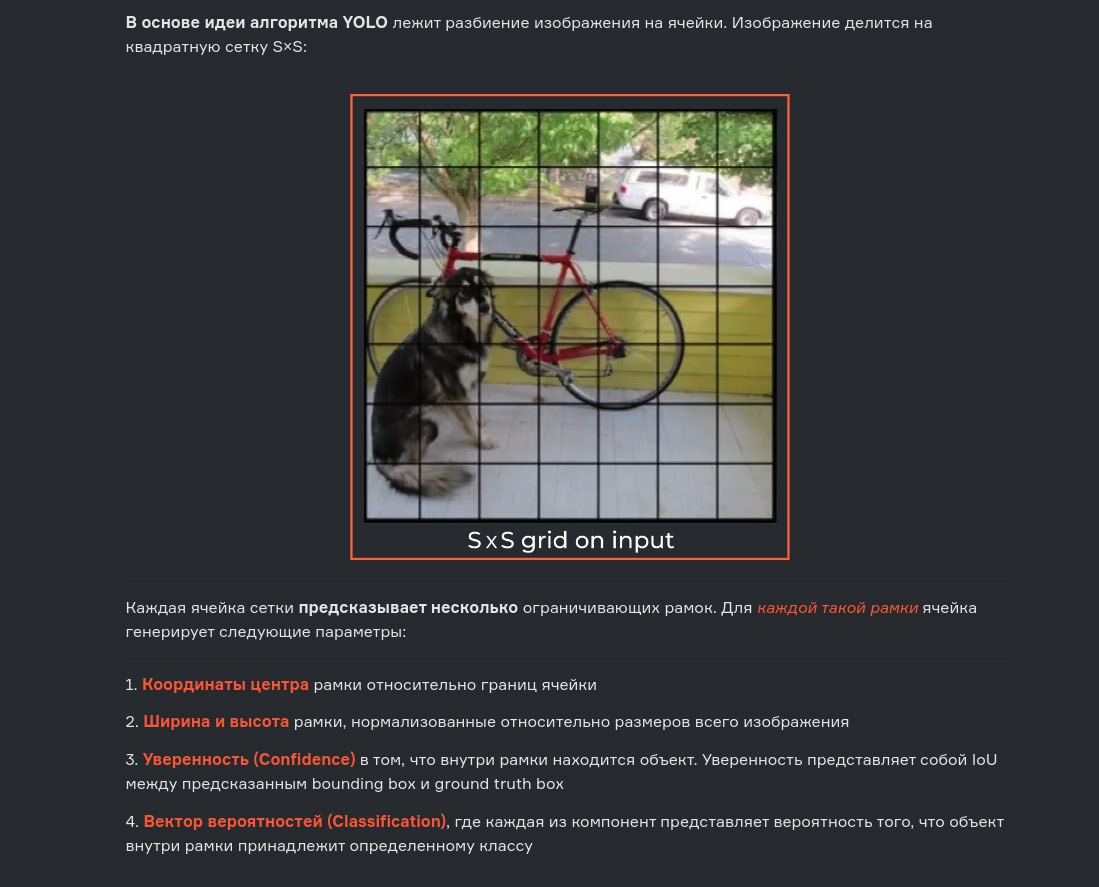 В основе идеи алгоритма YOLO лежит разбиение изображения на ячейки. Изображение делится на
квадратную сетку S×S:
S x S grid on input
Каждая ячейка сетки предсказывает несколько ограничивающих рамок. Для каждой такой рамки ячейка
генерирует следующие параметры:
1. Координаты центра рамки относительно границ ячейки
2. Ширина и высота рамки, нормализованные относительно размеров всего изображения
3. Уверенность (Confidence) в том, что внутри рамки находится объект. Уверенность представляет собой IoU
между предсказанным bounding box и ground truth box
4. Вектор вероятностей (Classification), где каждая из компонент представляет вероятность того, что объект
внутри рамки принадлежит определенному классу